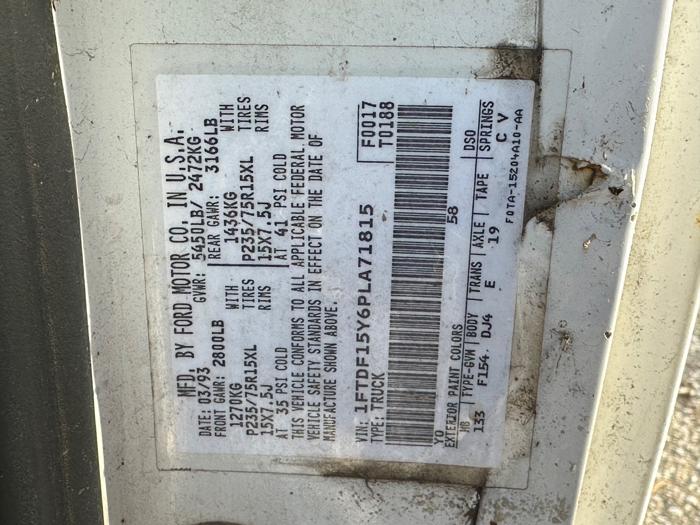 MFD. BY FORD MOTOR CO. IN U.S.A.
DATE: 03/93 GVWR: 5450LB/ 2472KG
FRONT GAWR: 2800LB REAR GAWR: 3166LB
1270KG WITH 1436KG WITH
P235/75R15XL TIRES P235/75R15XL TIRES
15X7.5J RIMS 15X7.5J RIMS
AT 35 PSI COLD AT 41 PSI COLD
THIS VEHICLE CONFORMS TO ALL APPLICABLE FEDERAL MOTOR
VEHICLE SAFETY STANDARDS IN EFFECT ON THE DATE OF
MANUFACTURE SHOWN ABOVE.
VIN: 1FTDF15Y6PLA71815 F0017
TYPE: TRUCK T0188
YO 58
EXTERIOR PAINT COLORS DSO
WB TYPE-GVW BODY TRANS AXLE TAPE SPRINGS
133 F154 DJ4 E 19 C V
F0TA-15204A10-AA